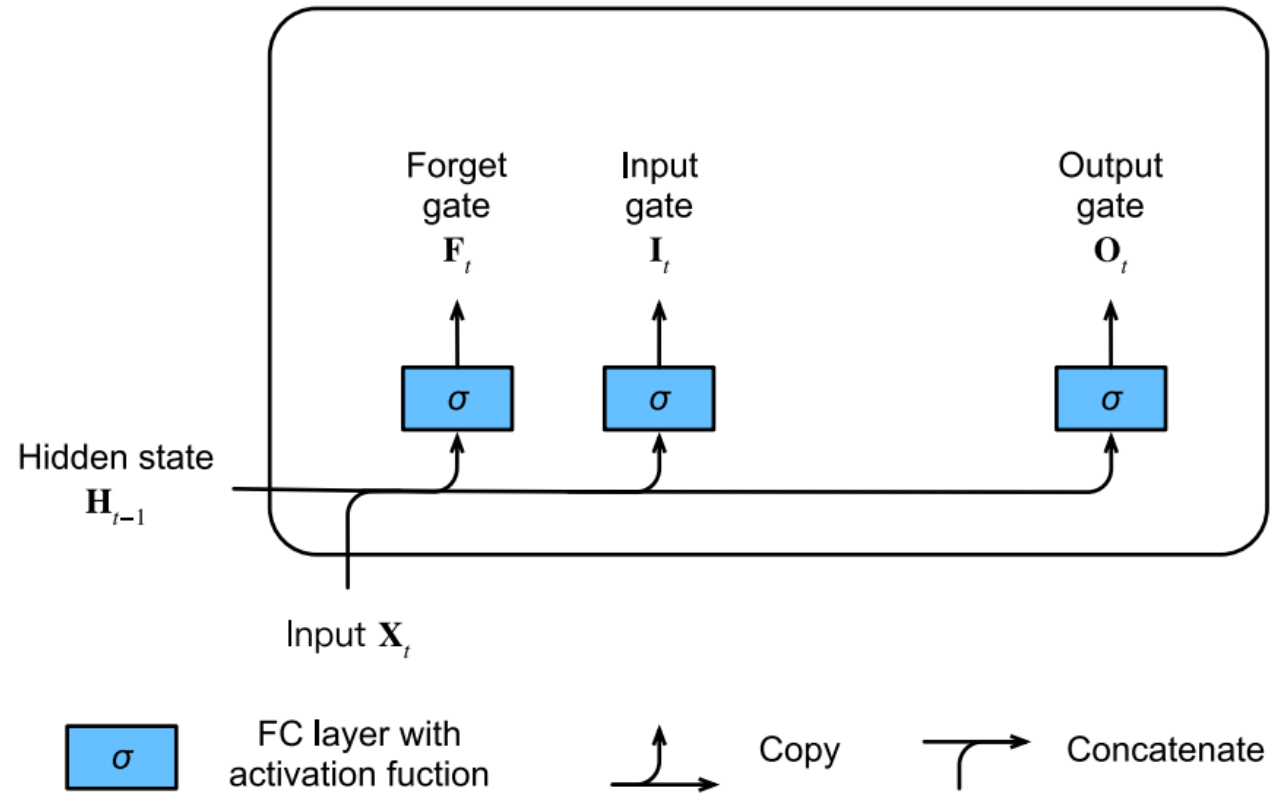 Forget
gate
F_t
Input
gate
I_t
Output
gate
O_t
σ
σ
σ
Hidden state
H_{t−1}
Input X_t
σ
FC layer with
activation fuction
Copy
Concatenate